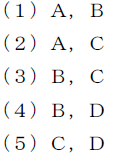 (1) A, B
(2) A, C
(3) B, C
(4) B, D
(5) C, D